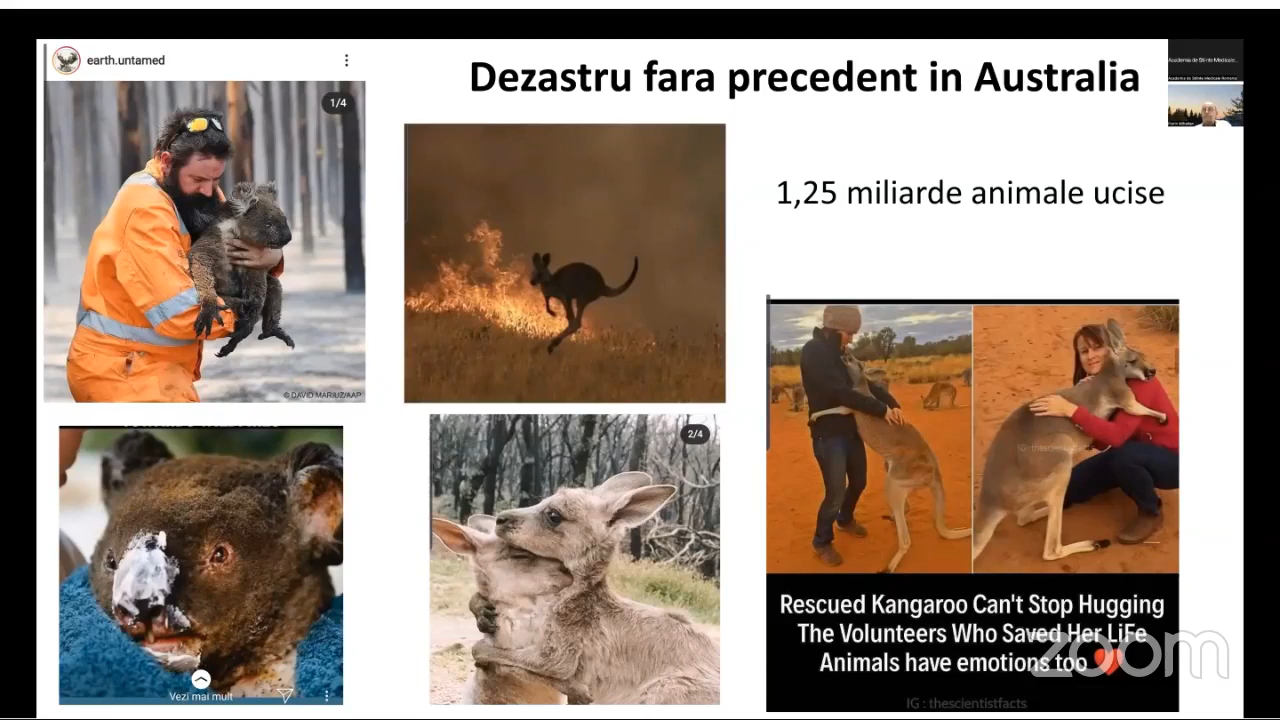 earth.untamed
1/4
© DAVID MARIUZ/AAP
Dezastru fara precedent in Australia
1,25 miliarde animale ucise
Vezi mai mult
2/4
IG: thescien
Rescued Kangaroo Can't Stop Hugging
The Volunteers Who Saved Her LiFe
Animals have emotions too
IG : thescientistfacts
zoom